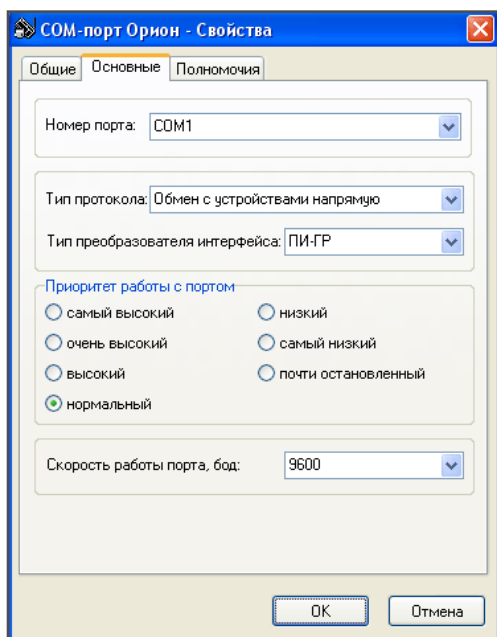 COM-порт Орион - Свойства
Общие Основные Полномочия
Номер порта: COM1
Тип протокола: Обмен с устройствами напрямую
Тип преобразователя интерфейса: ПИ-ГР
Приоритет работы с портом
самый высокий низкий
очень высокий самый низкий
высокий почти остановленный
нормальный
Скорость работы порта, бод: 9600
OK Отмена